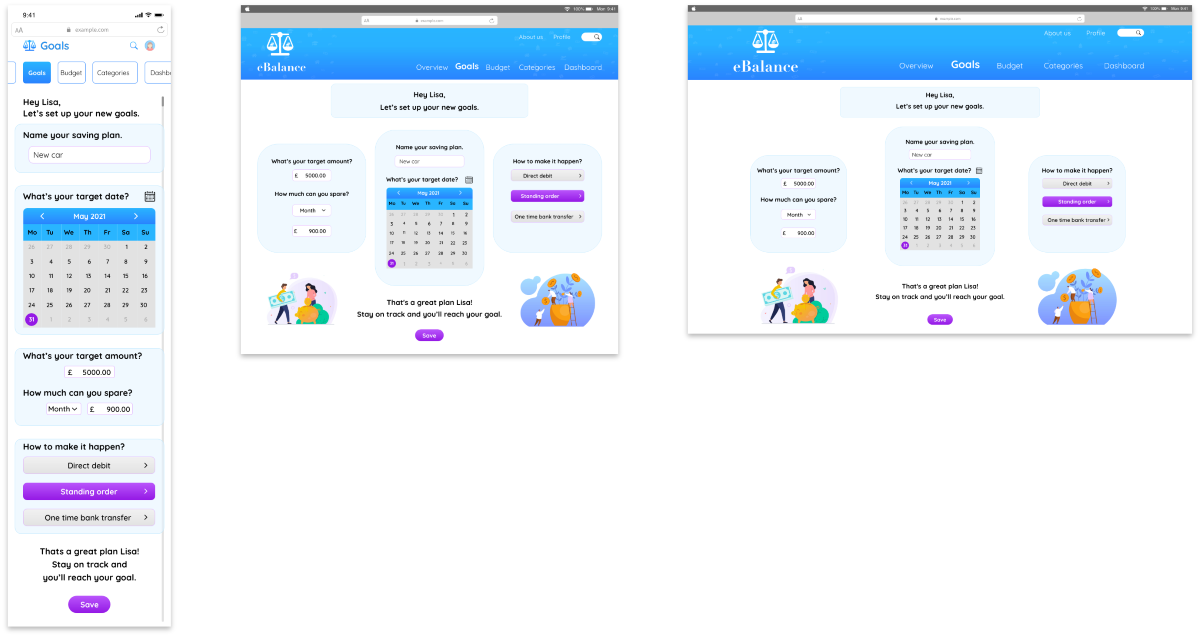 9:41
AA example.com
Goals
Goals Budget Categories Dashb
Hey Lisa,
Let's set up your new goals.
Name your saving plan.
New car
What's your target date?
May 2021
Mo Tu We Th Fr Sa Su
26 27 28 29 30 1 2
3 4 5 6 7 8 9
10 11 12 13 14 15 16
17 18 19 20 21 22 23
24 25 26 27 28 29 30
31 1 2 3 4 5 6
What's your target amount?
£ 5000.00
How much can you spare?
Month £ 900.00
How to make it happen?
Direct debit
Standing order
One time bank transfer
Thats a great plan Lisa!
Stay on track and
you'll reach your goal.
Save
100% Mon 9:41
AA example.com
About us Profile
eBalance
Overview Goals Budget Categories Dashboard
Hey Lisa,
Let's set up your new goals.
What's your target amount?
£ 5000.00
How much can you spare?
Month
£ 900.00
Name your saving plan.
New car
What's your target date?
May 2021
Mo Tu We Th Fr Sa Su
26 27 28 29 30 1 2
3 4 5 6 7 8 9
10 11 12 13 14 15 16
17 18 19 20 21 22 23
24 25 26 27 28 29 30
31 1 2 3 4 5 6
How to make it happen?
Direct debit
Standing order
One time bank transfer
That's a great plan Lisa!
Stay on track and you'll reach your goal.
Save
100% Mon 9:41
AA example.com
About us Profile
eBalance
Overview Goals Budget Categories Dashboard
Hey Lisa,
Let's set up your new goals.
What's your target amount?
£ 5000.00
How much can you spare?
Month
£ 900.00
Name your saving plan.
New car
What's your target date?
May 2021
Mo Tu We Th Fr Sa Su
26 27 28 29 30 1 2
3 4 5 6 7 8 9
10 11 12 13 14 15 16
17 18 19 20 21 22 23
24 25 26 27 28 29 30
31 1 2 3 4 5 6
How to make it happen?
Direct debit
Standing order
One time bank transfer
That's a great plan Lisa!
Stay on track and you'll reach your goal.
Save